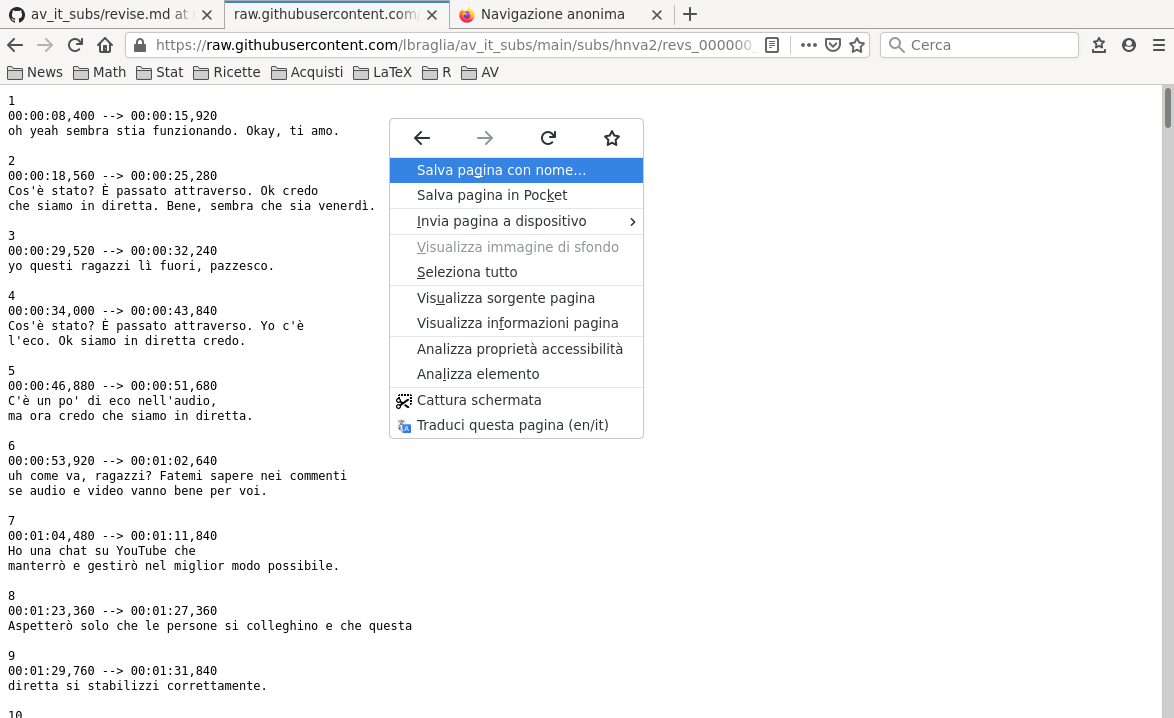 av_it_subs/revise.md at
raw.githubusercontent.com/
Navigazione anonima
https://raw.githubusercontent.com/lbraglia/av_it_subs/main/subs/hnva2/revs_000000_
Cerca
News
Math
Stat
Ricette
Acquisti
LaTeX
R
AV
1
00:00:08,400 --> 00:00:15,920
oh yeah sembra stia funzionando. Okay, ti amo.
2
00:00:18,560 --> 00:00:25,280
Cos'è stato? È passato attraverso. Ok credo
che siamo in diretta. Bene, sembra che sia venerdì.
3
00:00:29,520 --> 00:00:32,240
yo questi ragazzi lì fuori, pazzesco.
4
00:00:34,000 --> 00:00:43,840
Cos'è stato? È passato attraverso. Yo c'è
l'eco. Ok siamo in diretta credo.
5
00:00:46,880 --> 00:00:51,680
C'è un po' di eco nell'audio,
ma ora credo che siamo in diretta.
6
00:00:53,920 --> 00:01:02,640
uh come va, ragazzi? Fatemi sapere nei commenti
se audio e video vanno bene per voi.
7
00:01:04,480 --> 00:01:11,840
Ho una chat su YouTube che
manterrò e gestirò nel miglior modo possibile.
8
00:01:23,360 --> 00:01:27,360
Aspetterò solo che le persone si colleghino e che questa
9
00:01:29,760 --> 00:01:31,840
diretta si stabilizzi correttamente.
10
Salva pagina con nome…
Salva pagina in Pocket
Invia pagina a dispositivo
Visualizza immagine di sfondo
Seleziona tutto
Visualizza sorgente pagina
Visualizza informazioni pagina
Analizza proprietà accessibilità
Analizza elemento
Cattura schermata
Traduci questa pagina (en/it)